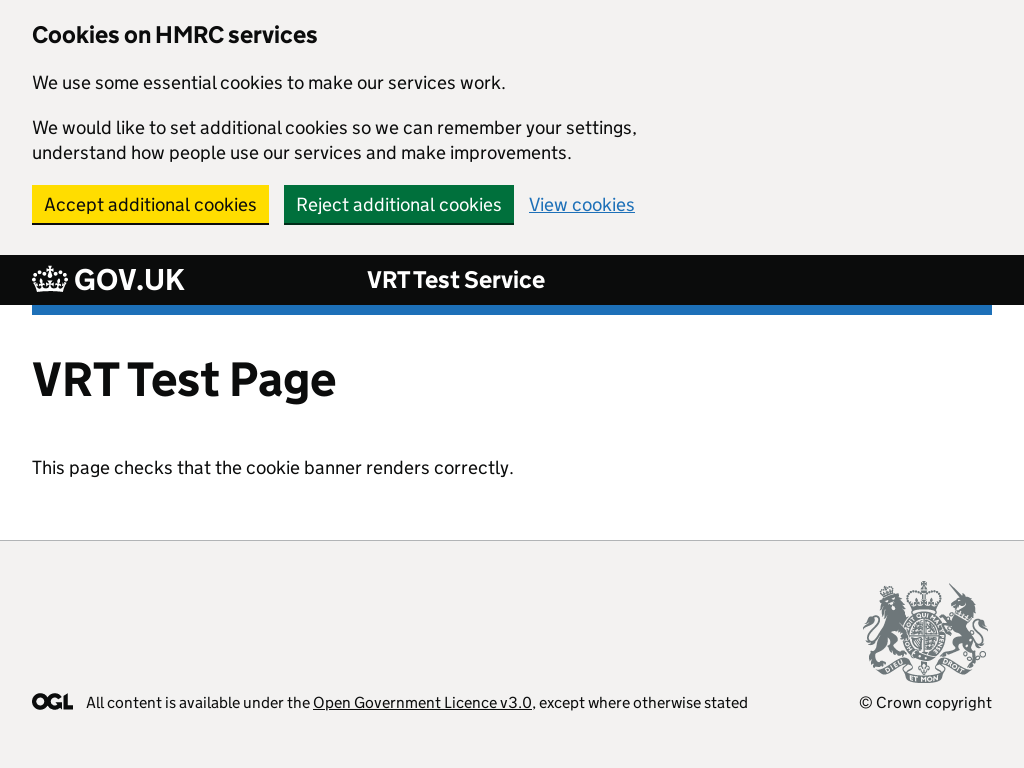 Cookies on HMRC services
We use some essential cookies to make our services work.
We would like to set additional cookies so we can remember your settings,
understand how people use our services and make improvements.
Accept additional cookies Reject additional cookies View cookies
GOV.UK VRT Test Service
VRT Test Page
This page checks that the cookie banner renders correctly.
DIEU ET MON DROIT
OGL All content is available under the Open Government Licence v3.0, except where otherwise stated © Crown copyright